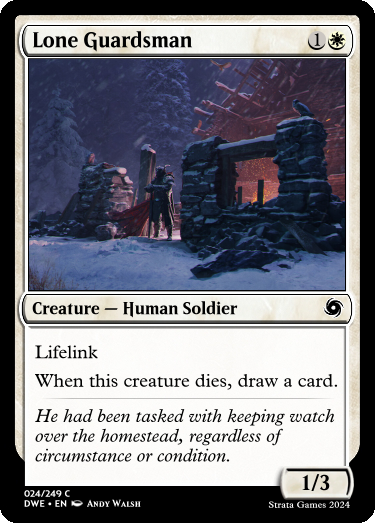 Lone Guardsman 1
Creature — Human Soldier
Lifelink
When this creature dies, draw a card.
He had been tasked with keeping watch
over the homestead, regardless of
circumstance or condition.
1/3
024/249 C
DWE • EN Andy Walsh
Strata Games 2024